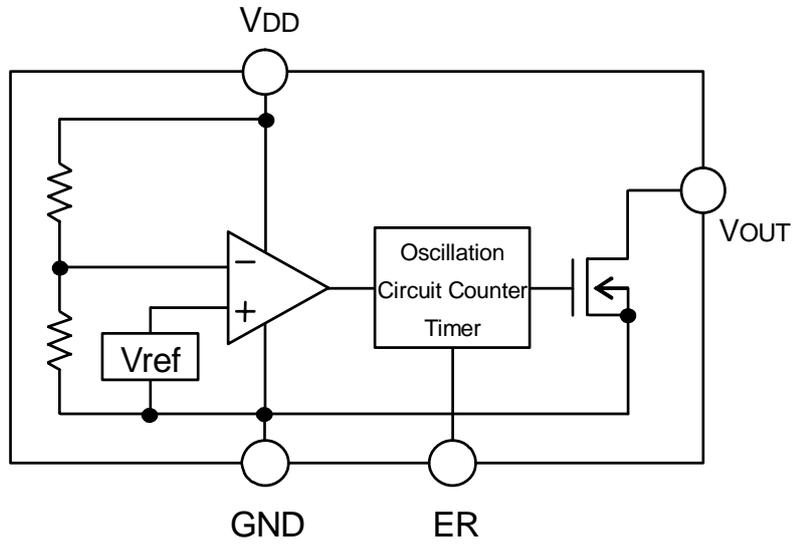 VDD
VOUT
Oscillation
Circuit Counter
Timer
−
+
Vref
GND
ER